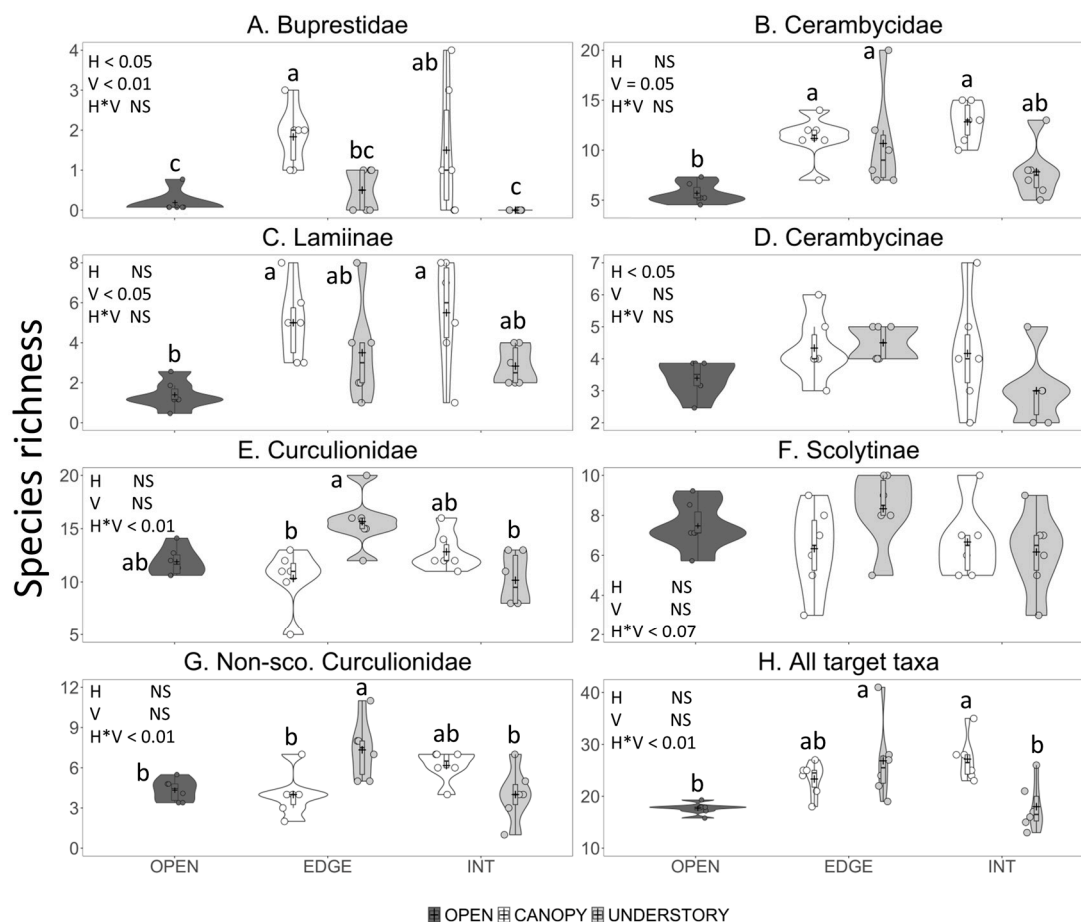 Species richness
A. Buprestidae
4
3
2
1
0
H < 0.05
V < 0.01
H*V NS
c
a
bc
ab
c
B. Cerambycidae
20
15
10
5
H NS
V = 0.05
H*V NS
b
a
a
a
ab
C. Lamiinae
8
6
4
2
0
H NS
V < 0.05
H*V NS
b
a
ab
a
ab
D. Cerambycinae
7
6
5
4
3
2
H < 0.05
V NS
H*V NS
E. Curculionidae
20
15
10
5
H NS
V NS
H*V < 0.01
ab
b
a
ab
b
F. Scolytinae
10
8
6
4
2
H NS
V NS
H*V < 0.07
G. Non-sco. Curculionidae
12
9
6
3
0
H NS
V NS
H*V < 0.01
b
b
a
ab
b
OPEN EDGE INT
H. All target taxa
40
30
20
10
H NS
V NS
H*V < 0.01
b
ab
a
a
b
OPEN EDGE INT
OPEN CANOPY UNDERSTORY